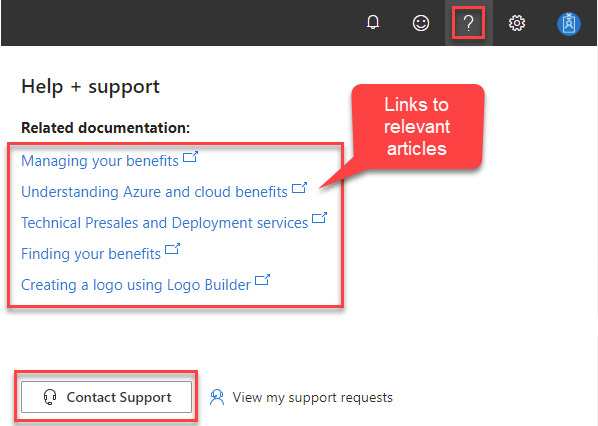 ?
Help + support
Related documentation:
Managing your benefits
Understanding Azure and cloud benefits
Technical Presales and Deployment services
Finding your benefits
Creating a logo using Logo Builder
Links to
relevant
articles
Contact Support
View my support requests